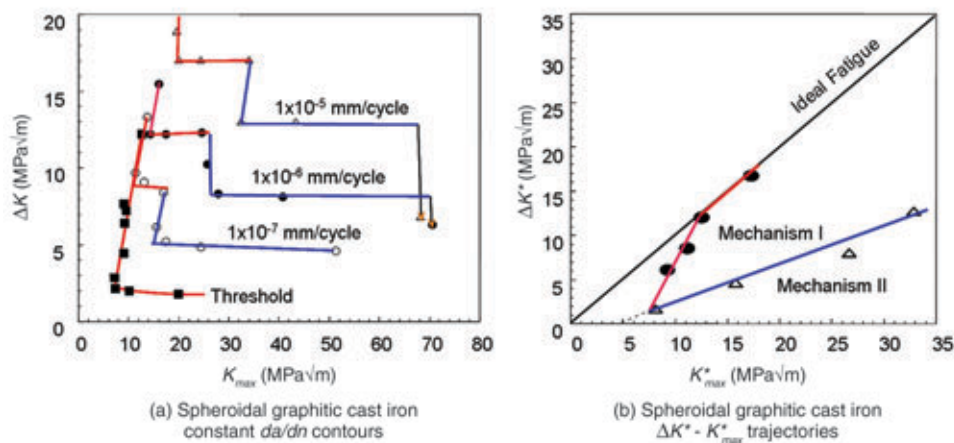 20
15
10
5
0
ΔK (MPa√m)
1x10⁻⁵ mm/cycle
1x10⁻⁶ mm/cycle
1x10⁻⁷ mm/cycle
Threshold
0 10 20 30 40 50 60 70 80
K_max (MPa√m)
(a) Spheroidal graphitic cast iron
constant da/dn contours
35
30
25
20
15
10
5
0
ΔK* (MPa√m)
Ideal Fatigue
Mechanism I
Mechanism II
0 5 10 15 20 25 30 35
K*_max (MPa√m)
(b) Spheroidal graphitic cast iron
ΔK* - K*_max trajectories